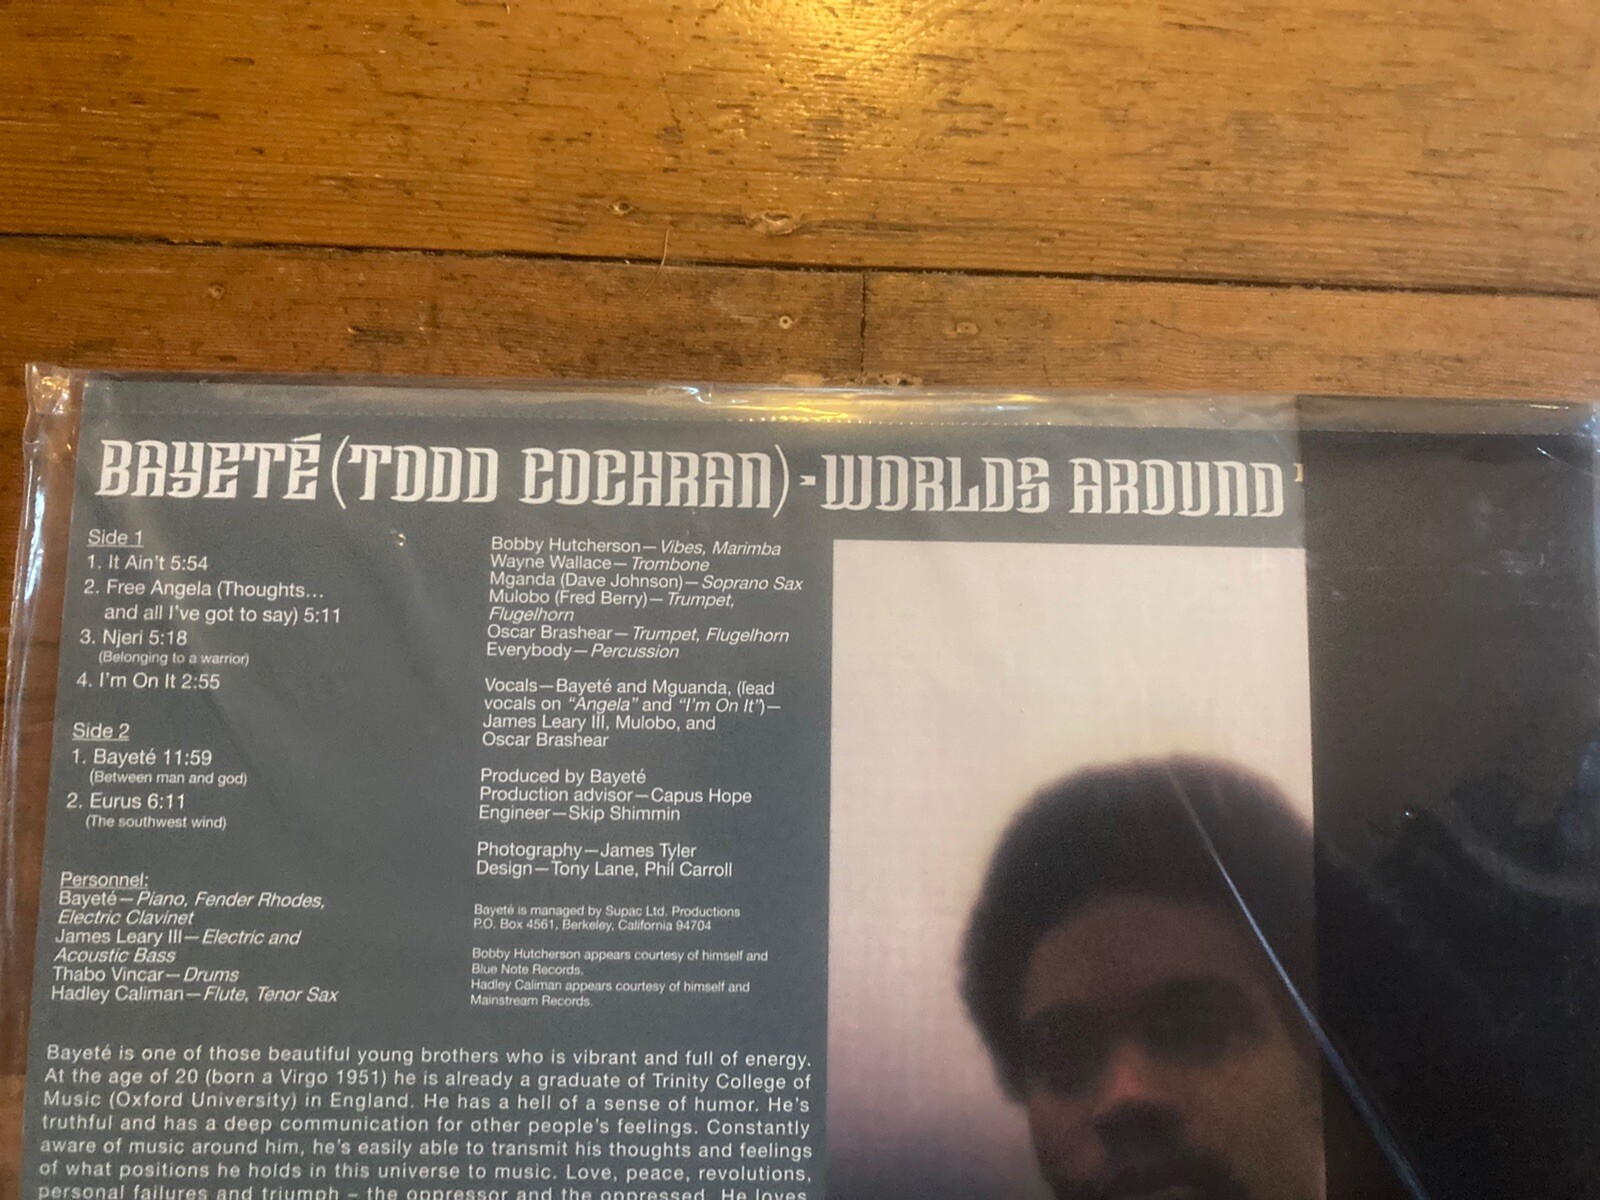 BAYETÉ (TODD COCHRAN) - WORLDS AROUND
Side 1
1. It Ain't 5:54
2. Free Angela (Thoughts...
and all I've got to say) 5:11
3. Njeri 5:18
(Belonging to a warrior)
4. I'm On It 2:55
Side 2
1. Bayeté 11:59
(Between man and god)
2. Eurus 6:11
(The southwest wind)
Personnel:
Bayeté—Piano, Fender Rhodes,
Electric Clavinet
James Leary III—Electric and
Acoustic Bass
Thabo Vincar—Drums
Hadley Caliman—Flute, Tenor Sax
Bobby Hutcherson—Vibes, Marimba
Wayne Wallace—Trombone
Mganda (Dave Johnson)—Soprano Sax
Mulobo (Fred Berry)—Trumpet,
Flugelhorn
Oscar Brashear—Trumpet, Flugelhorn
Everybody—Percussion
Vocals—Bayeté and Mguanda, (lead
vocals on "Angela" and "I'm On It")—
James Leary III, Mulobo, and
Oscar Brashear
Produced by Bayeté
Production advisor—Capus Hope
Engineer—Skip Shimmin
Photography—James Tyler
Design—Tony Lane, Phil Carroll
Bayeté is managed by Supac Ltd. Productions
P.O. Box 4561, Berkeley, California 94704
Bobby Hutcherson appears courtesy of himself and
Blue Note Records.
Hadley Caliman appears courtesy of himself and
Mainstream Records.
Bayeté is one of those beautiful young brothers who is vibrant and full of energy.
At the age of 20 (born a Virgo 1951) he is already a graduate of Trinity College of
Music (Oxford University) in England. He has a hell of a sense of humor. He's
truthful and has a deep communication for other people's feelings. Constantly
aware of music around him, he's easily able to transmit his thoughts and feelings
of what positions he holds in this universe to music. Love, peace, revolutions,
personal failures and triumph – the oppressor and the oppressed. He loves